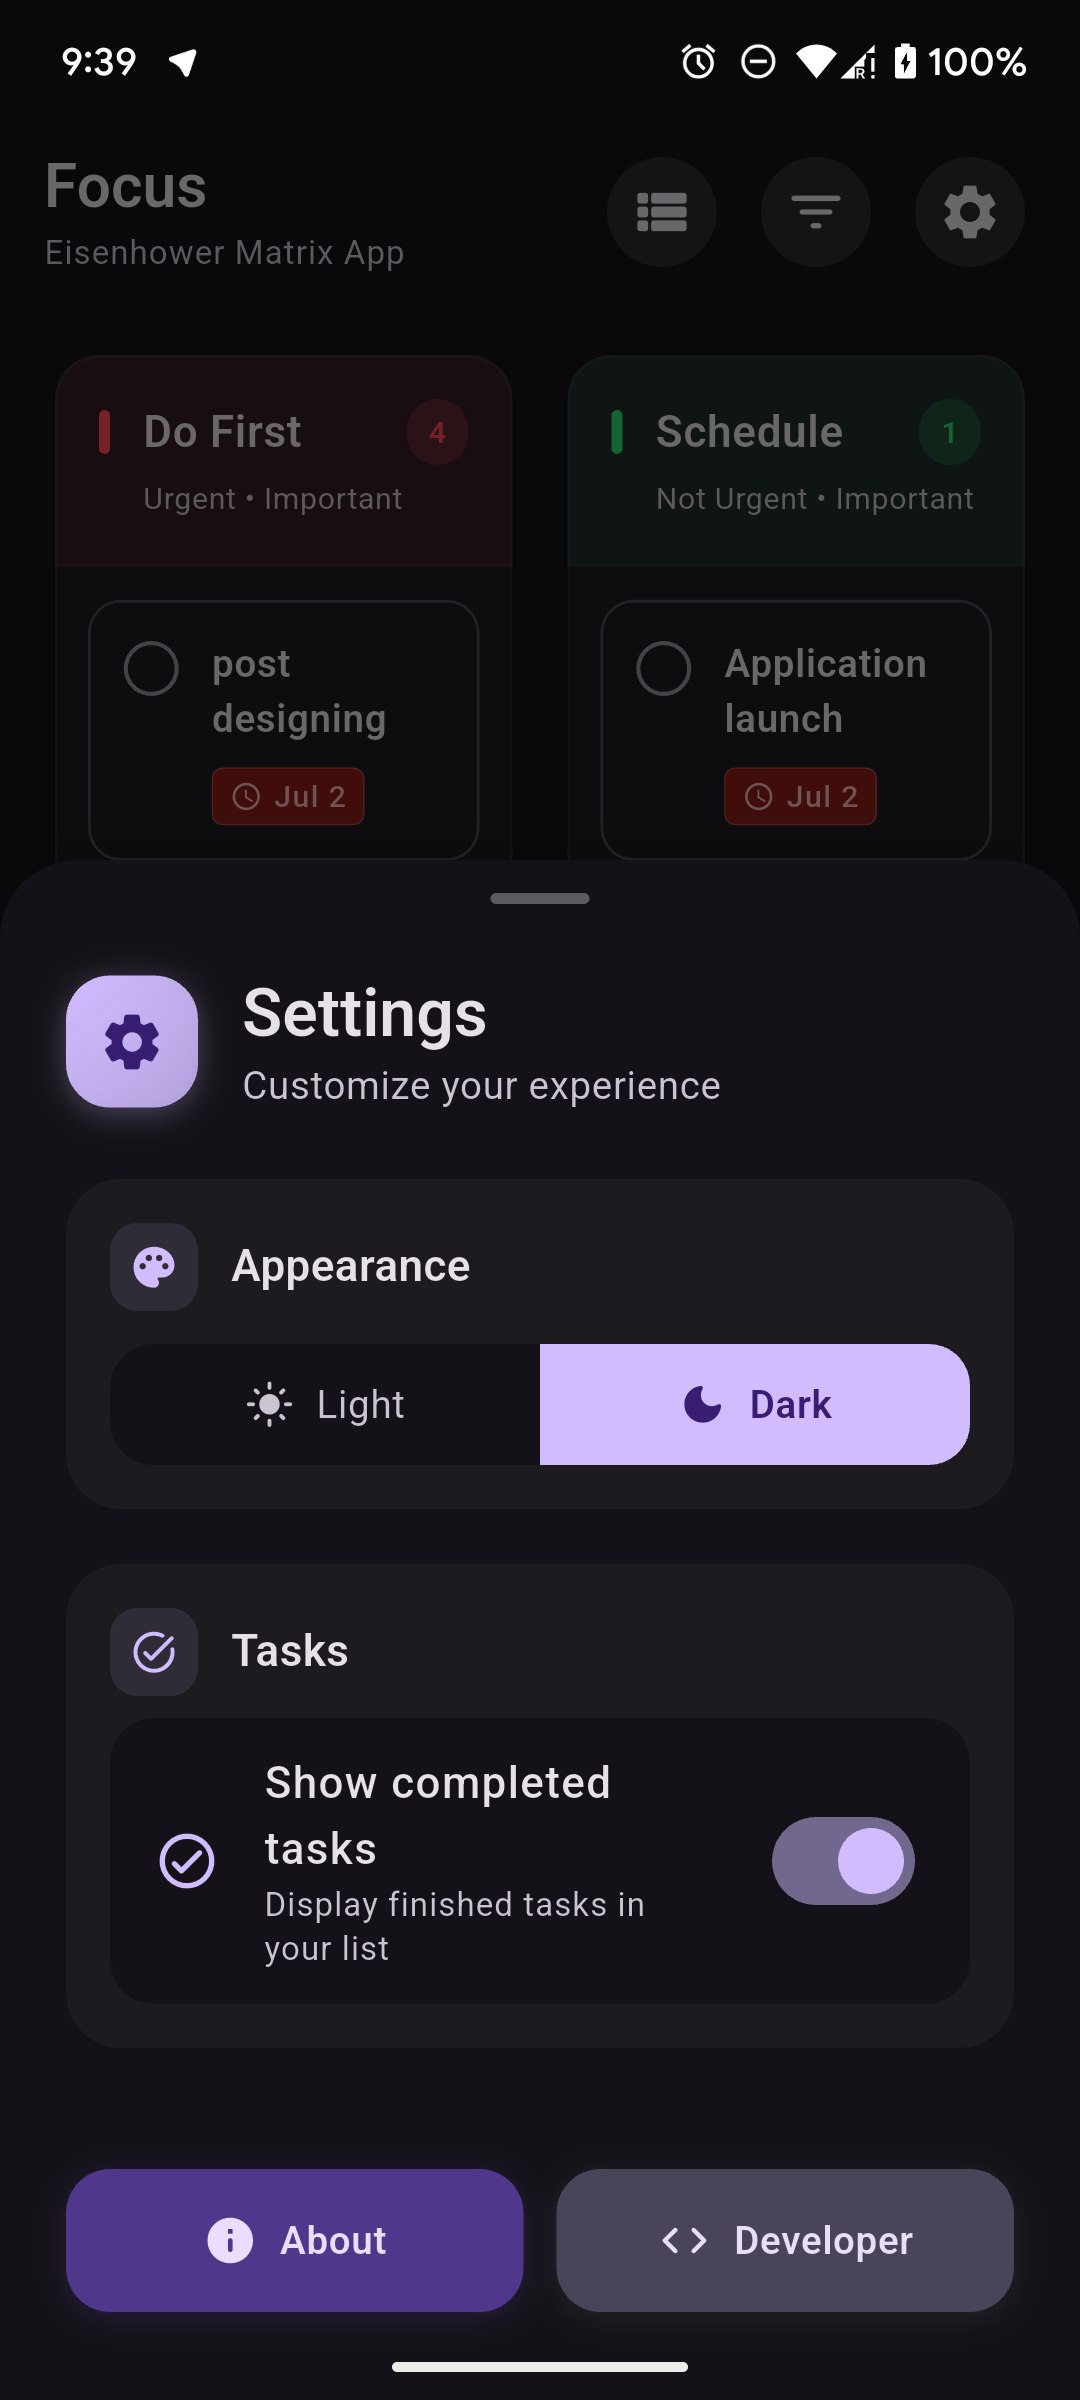 9:39
100%
Focus
Eisenhower Matrix App
Do First
4
Urgent • Important
Schedule
1
Not Urgent • Important
post
designing
Jul 2
Application
launch
Jul 2
Settings
Customize your experience
Appearance
Light
Dark
Tasks
Show completed
tasks
Display finished tasks in
your list
About
Developer